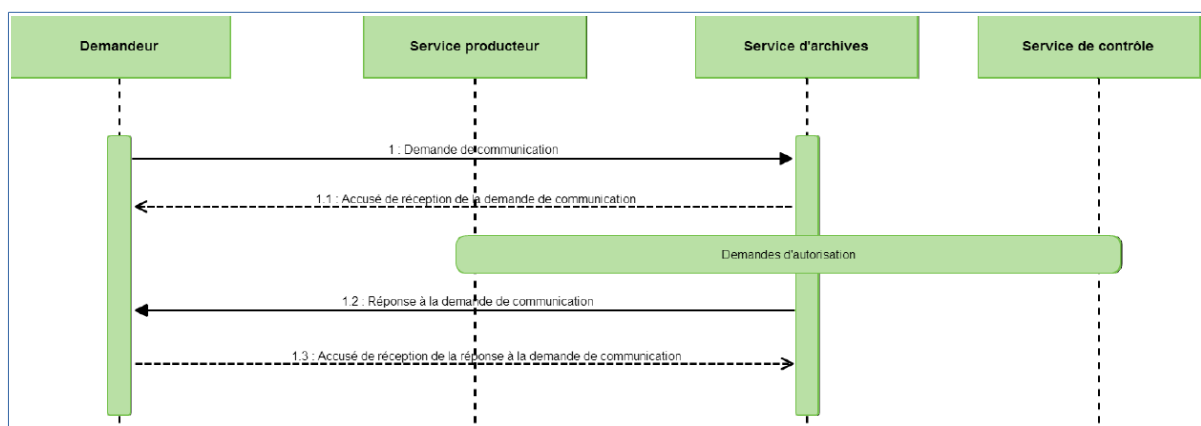 Demandeur
Service producteur
Service d'archives
Service de contrôle
1 : Demande de communication
1.1 : Accusé de réception de la demande de communication
Demandes d'autorisation
1.2 : Réponse à la demande de communication
1.3 : Accusé de réception de la réponse à la demande de communication